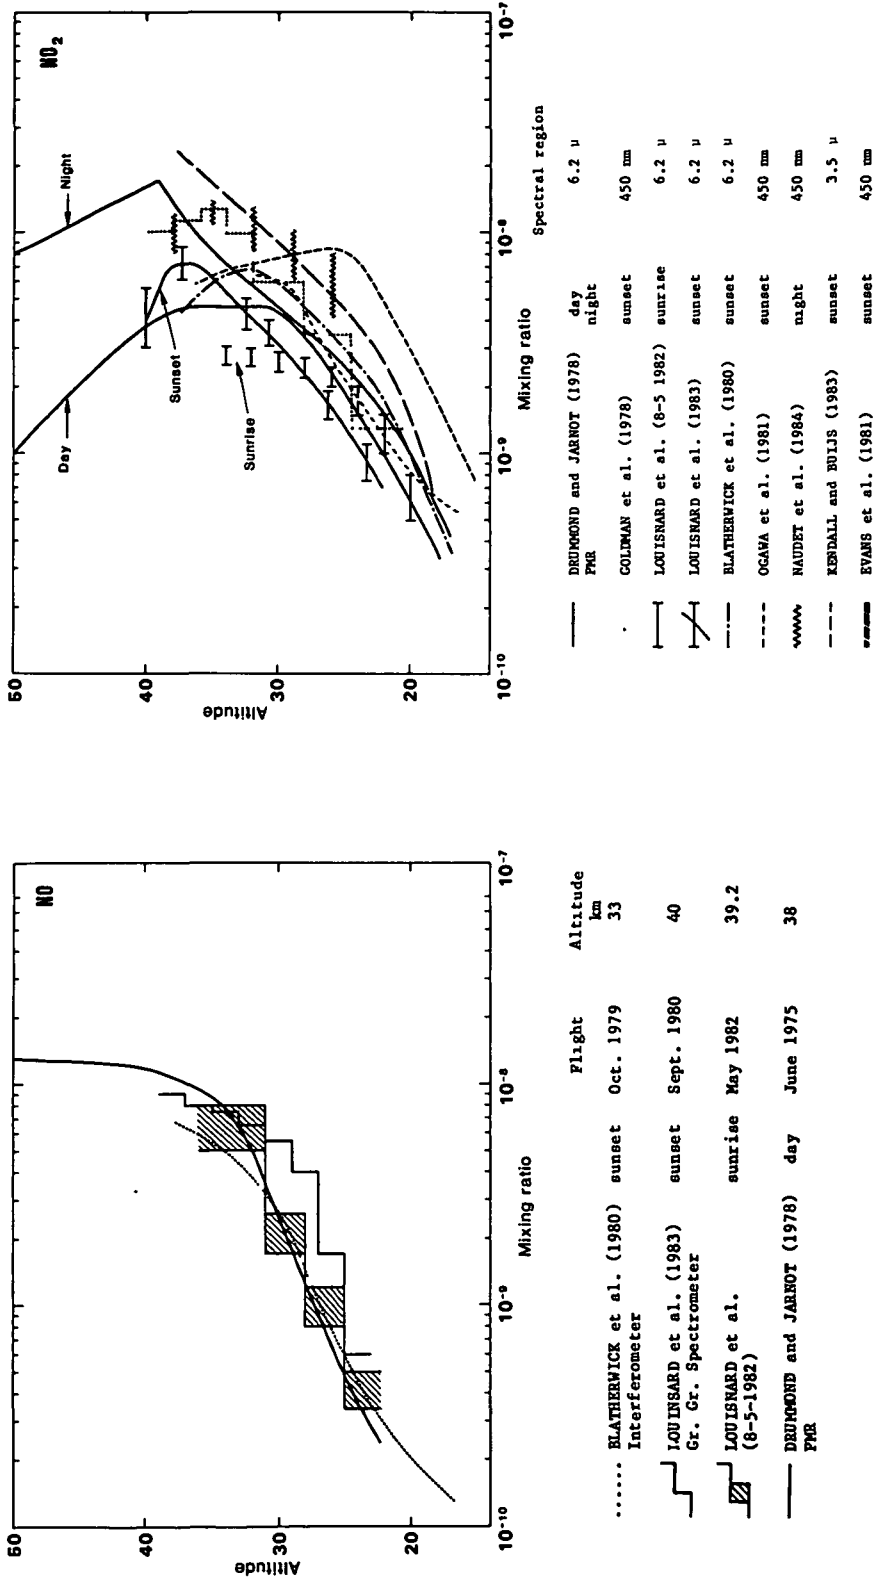 NO
50
40
30
20
Altitude
10⁻¹⁰
10⁻⁹
10⁻⁸
10⁻⁷
Mixing ratio
Flight Altitude
km
BLATHERWICK et al. (1980) sunset Oct. 1979 33
Interferometer
LOUINSARD et al. (1983) sunset Sept. 1980 40
Gr. Gr. Spectrometer
LOUISNARD et al. sunrise May 1982 39.2
(8-5-1982)
DRUMMOND and JARNOT (1978) day June 1975 38
PMR
NO₂
50
40
30
20
Altitude
Day
Night
Sunset
Sunrise
10⁻¹⁰
10⁻⁹
10⁻⁸
10⁻⁷
Mixing ratio
Spectral region
DRUMMOND and JARNOT (1978) day 6.2 μ
PMR night
GOLDMAN et al. (1978) sunset 450 nm
LOUISNARD et al. (8-5 1982) sunrise 6.2 μ
LOUISNARD et al. (1983) sunset 6.2 μ
BLATHERWICK et al. (1980) sunset 6.2 μ
OGAWA et al. (1981) sunset 450 nm
NAUDET et al. (1984) night 450 nm
KENDALL and BUIJS (1983) sunset 3.5 μ
EVANS et al. (1981) sunset 450 nm